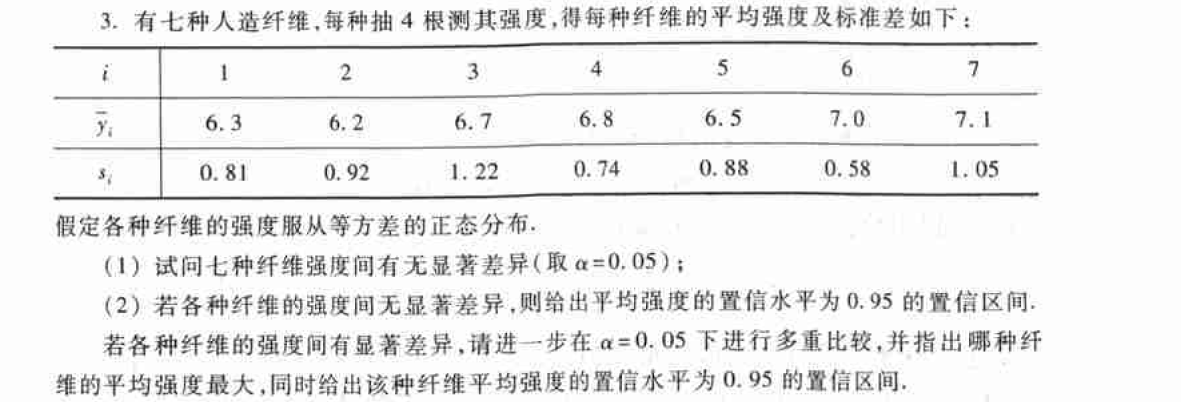 3. 有七种人造纤维,每种抽 4 根测其强度,得每种纤维的平均强度及标准差如下:
i 1 2 3 4 5 6 7
ȳi 6.3 6.2 6.7 6.8 6.5 7.0 7.1
si 0.81 0.92 1.22 0.74 0.88 0.58 1.05
假定各种纤维的强度服从等方差的正态分布.
(1) 试问七种纤维强度间有无显著差异(取 α=0.05);
(2) 若各种纤维的强度间无显著差异,则给出平均强度的置信水平为 0.95 的置信区间.
若各种纤维的强度间有显著差异,请进一步在 α=0.05 下进行多重比较,并指出哪种纤
维的平均强度最大,同时给出该种纤维平均强度的置信水平为 0.95 的置信区间.